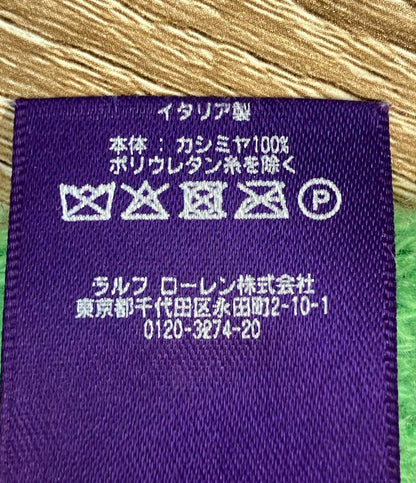 イタリア製
本体 : カシミヤ100%
ポリウレタン糸を除く
P
ラルフ ローレン株式会社
東京都千代田区永田町2-10-1
0120-3274-20